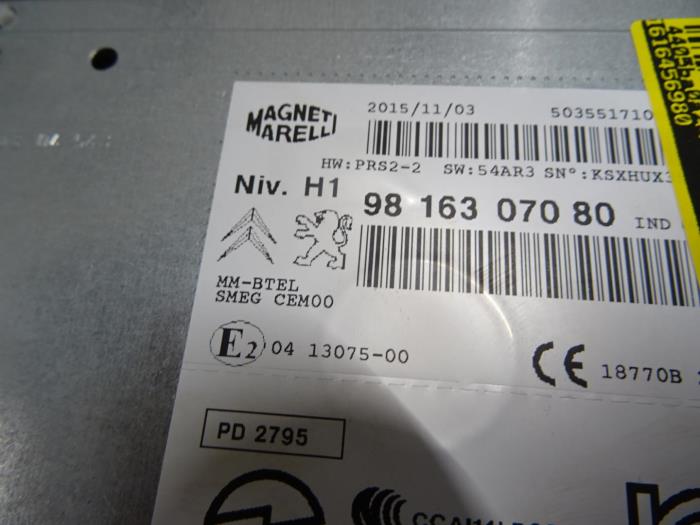 MAGNETI MARELLI
2015/11/03 503551710
HW:PRS2-2 SW:54AR3 SN°:KSXHUX
Niv. H1
98 163 070 80 IND
MM-BTEL
SMEG CEM00
E2 04 13075-00
CE 18770B
PD 2795